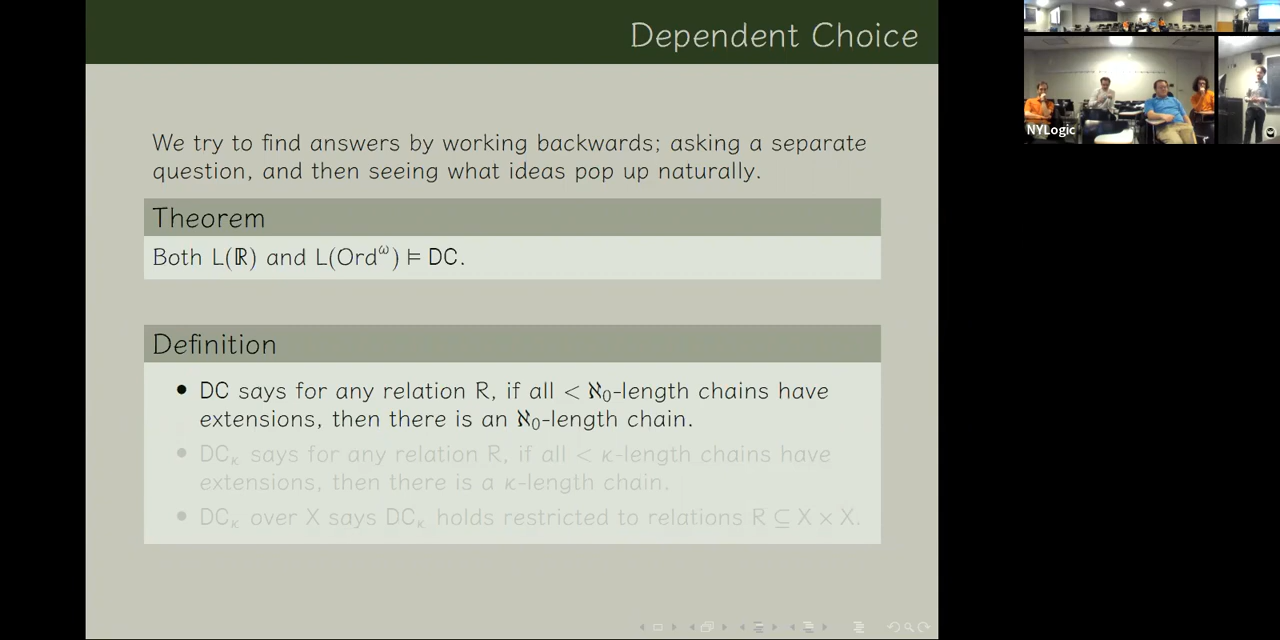 Dependent Choice
We try to find answers by working backwards; asking a separate
question, and then seeing what ideas pop up naturally.
Theorem
Both L(ℝ) and L(Ord^ω) ⊨ DC.
Definition
• DC says for any relation R, if all < ℵ₀-length chains have
extensions, then there is an ℵ₀-length chain.
• DC_κ says for any relation R, if all < κ-length chains have
extensions, then there is a κ-length chain.
• DC_κ over X says DC_κ holds restricted to relations R ⊆ X × X.
NYLogic